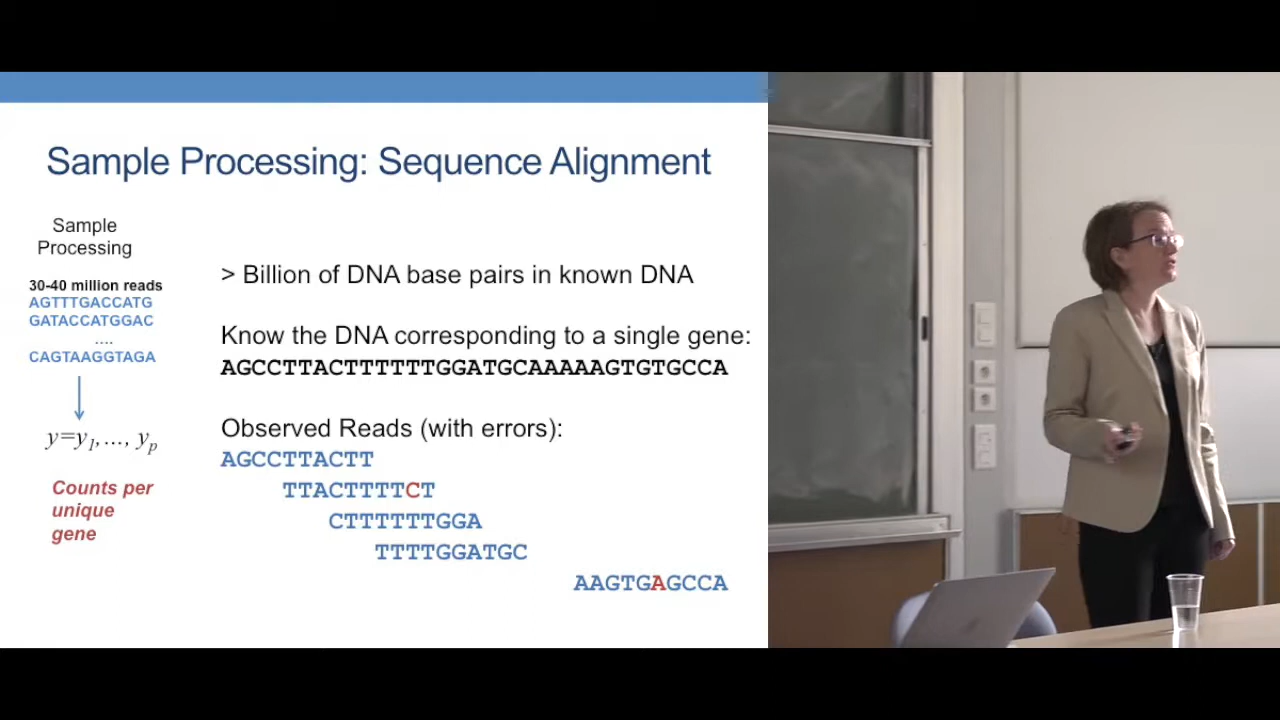 Sample Processing: Sequence Alignment
Sample
Processing
30-40 million reads
AGTTTGACCATG
GATACCATGGAC
....
CAGTAAGGTAGA
y=y₁,..., yₚ
Counts per
unique
gene
> Billion of DNA base pairs in known DNA
Know the DNA corresponding to a single gene:
AGCCTTACTTTTTTGGATGCAAAAAGTGTGCCA
Observed Reads (with errors):
AGCCTTACTT
TTACTTTTCT
CTTTTTTGGA
TTTTGGATGC
AAGTGAGCCA